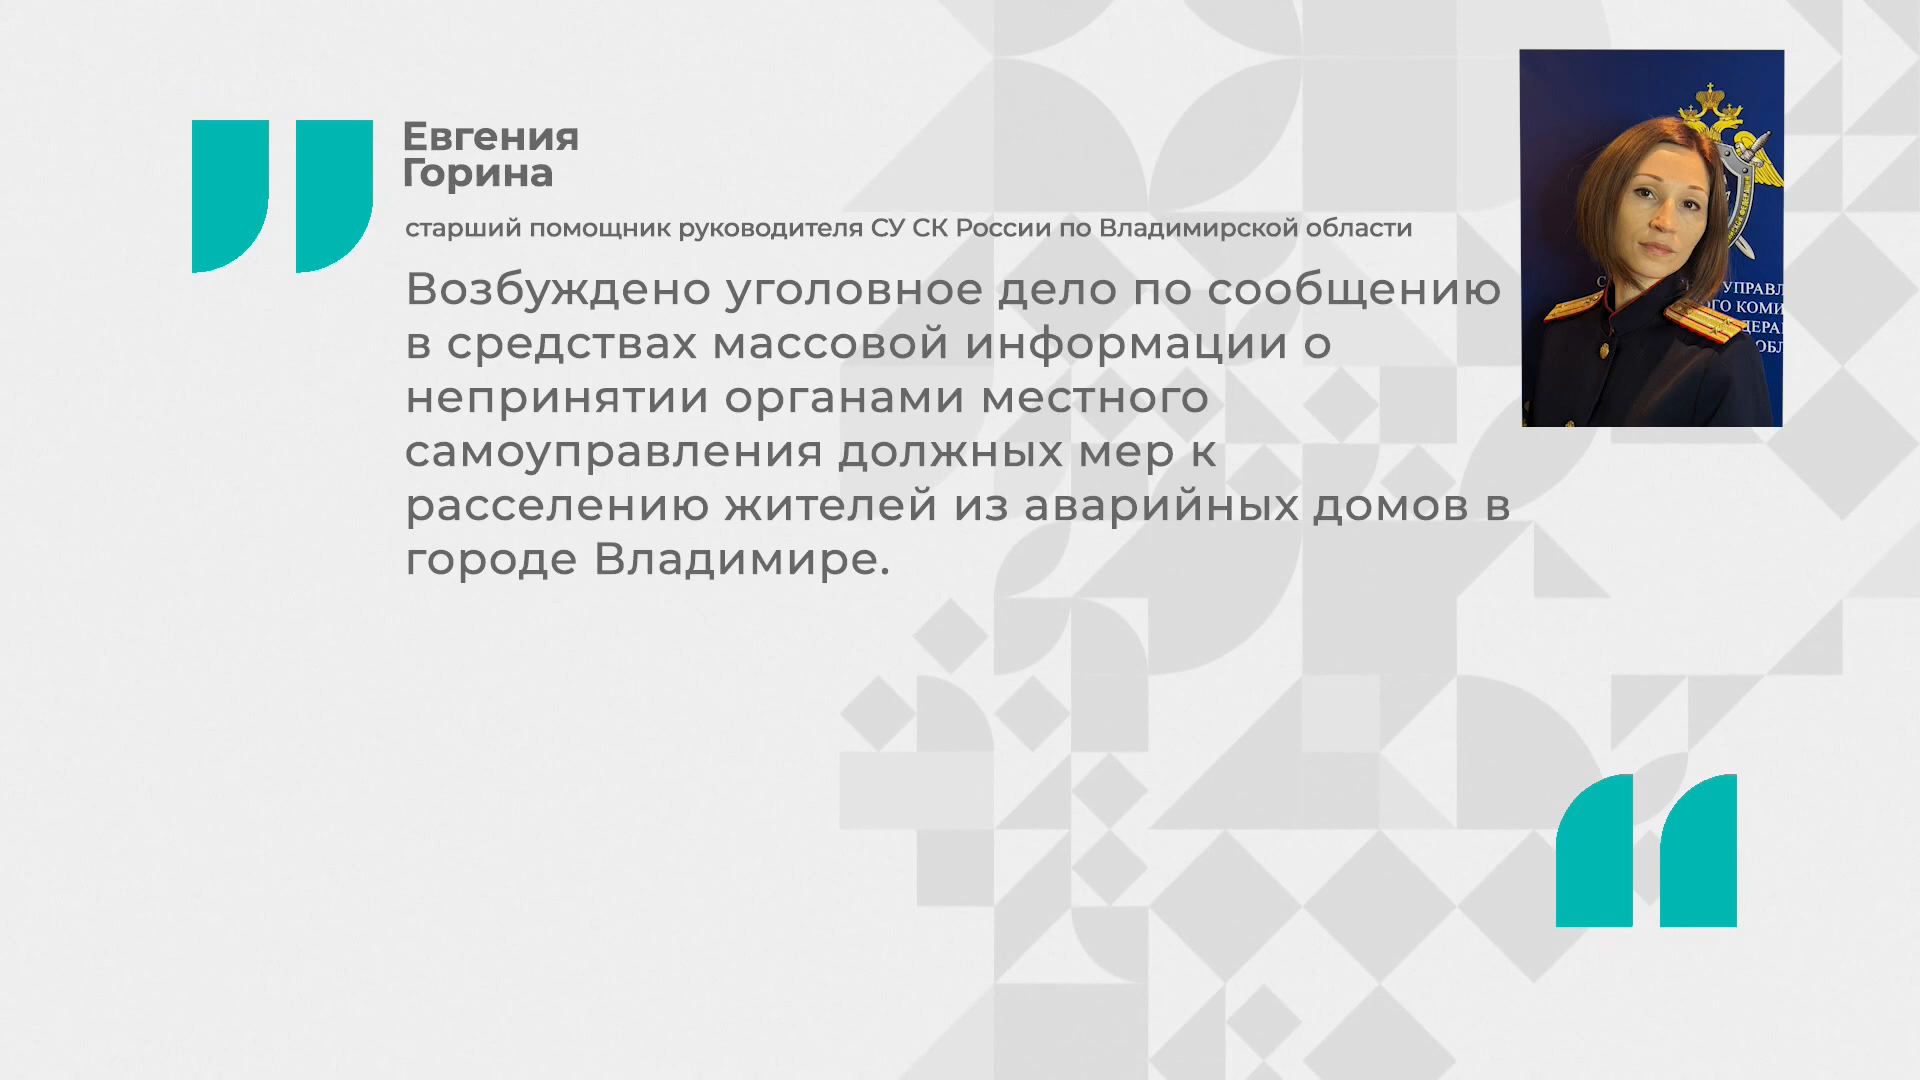 Евгения
Горина
старший помощник руководителя СУ СК России по Владимирской области
Возбуждено уголовное дело по сообщению
в средствах массовой информации о
непринятии органами местного
самоуправления должных мер к
расселению жителей из аварийных домов в
городе Владимире.